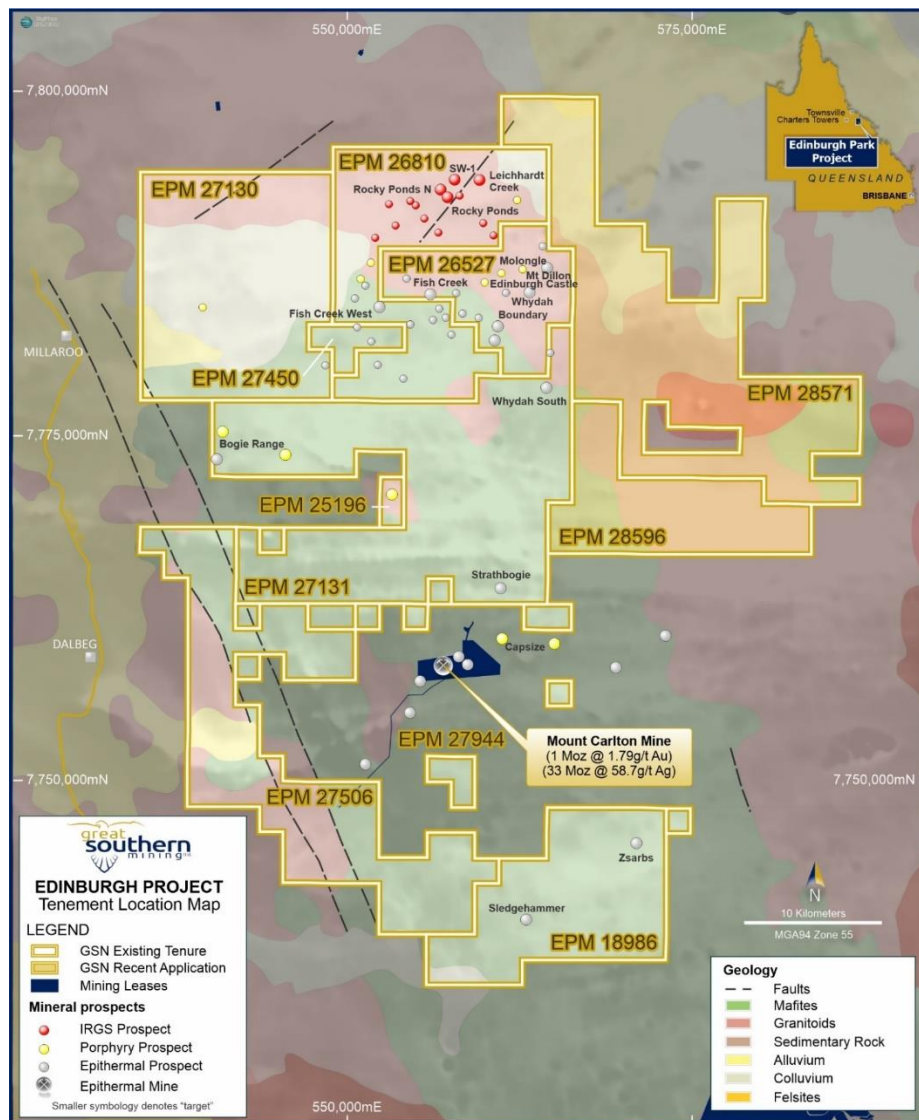 550,000mE
575,000mE
7,800,000mN
Townsville
Charters Towers
Edinburgh Park
Project
QUEENSLAND
BRISBANE
EPM 27130
EPM 26810
SW-1
Leichhardt
Creek
Rocky Ponds N
Rocky Ponds
EPM 26527
Molongle
Mt Dillon
Fish Creek
Edinburgh Castle
Whydah
Boundary
Fish Creek West
MILLAROO
EPM 27450
Whydah South
EPM 28571
7,775,000mN
Bogie Range
EPM 25196
EPM 28596
EPM 27131
Strathbogie
DALBEG
Capsize
EPM 27944
Mount Carlton Mine
(1 Moz @ 1.79g/t Au)
(33 Moz @ 58.7g/t Ag)
7,750,000mN
7,750,000mN
EPM 27506
Zsarbs
Sledgehammer
EPM 18986
N
10 Kilometers
MGA94 Zone 55
great
southern
mining
EDINBURGH PROJECT
Tenement Location Map
LEGEND
GSN Existing Tenure
GSN Recent Application
Mining Leases
Mineral prospects
IRGS Prospect
Porphyry Prospect
Epithermal Prospect
Epithermal Mine
Smaller symbology denotes "target"
Geology
Faults
Mafites
Granitoids
Sedimentary Rock
Alluvium
Colluvium
Felsites
550,000mE